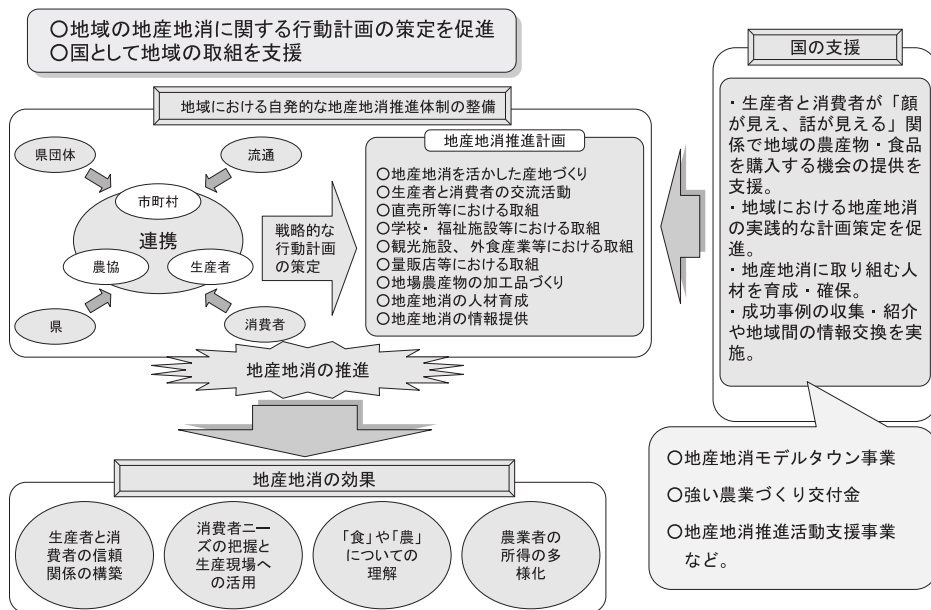 ○地域の地産地消に関する行動計画の策定を促進
○国として地域の取組を支援
地域における自発的な地産地消推進体制の整備
県団体
流通
市町村
連携
農協
生産者
県
消費者
戦略的な
行動計画
の策定
地産地消推進計画
○地産地消を活かした産地づくり
○生産者と消費者の交流活動
○直売所等における取組
○学校・福祉施設等における取組
○観光施設、外食産業等における取組
○量販店等における取組
○地場農産物の加工品づくり
○地産地消の人材育成
○地産地消の情報提供
地産地消の推進
地産地消の効果
生産者と消
費者の信頼
関係の構築
消費者ニー
ズの把握と
生産現場へ
の活用
「食」や「農」
についての
理解
農業者の
所得の多
様化
国の支援
・生産者と消費者が「顔
が見え、話が見える」関
係で地域の農産物・食品
を購入する機会の提供を
支援。
・地域における地産地消
の実践的な計画策定を促
進。
・地産地消に取り組む人
材を育成・確保。
・成功事例の収集・紹介
や地域間の情報交換を実
施。
○地産地消モデルタウン事業
○強い農業づくり交付金
○地産地消推進活動支援事業
など。